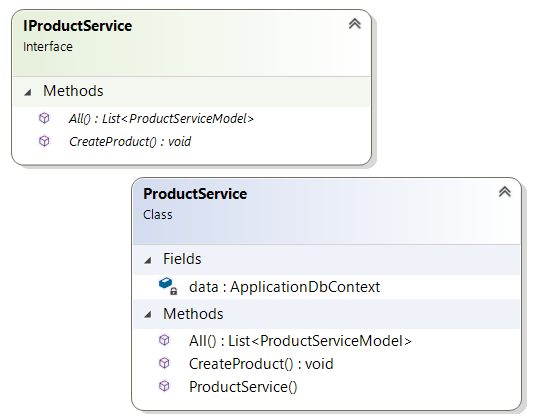 IProductService
Interface
Methods
All() : List<ProductServiceModel>
CreateProduct() : void
ProductService
Class
Fields
data : ApplicationDbContext
Methods
All() : List<ProductServiceModel>
CreateProduct() : void
ProductService()